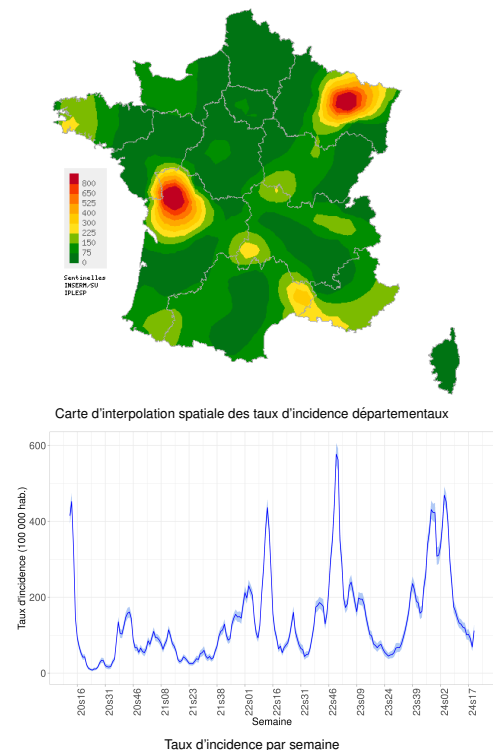 800
650
525
400
300
225
150
75
0
Sentinelles
INSERM/SU
IPLESP
Carte d'interpolation spatiale des taux d'incidence départementaux
600
400
200
0
Taux d'incidence (100 000 hab.)
20s16
20s31
20s46
21s08
21s23
21s38
22s01
22s16
22s31
22s46
23s09
23s24
23s39
24s02
24s17
Semaine
Taux d'incidence par semaine